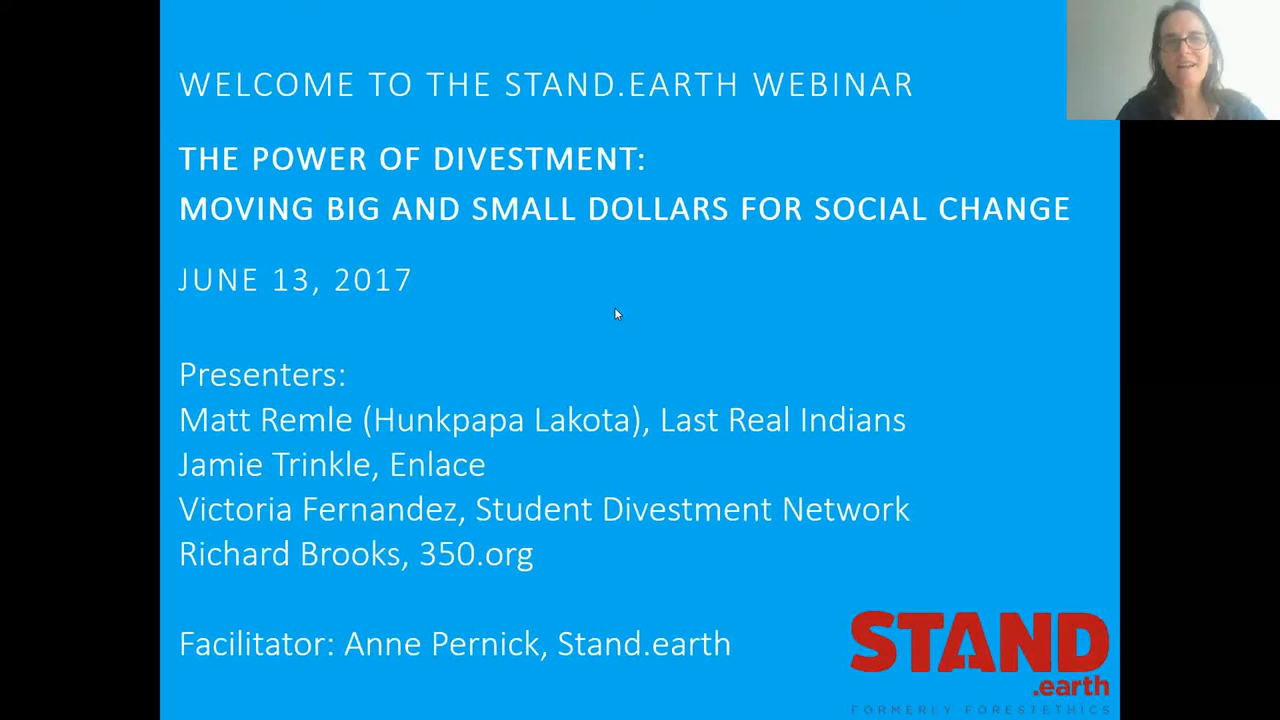 WELCOME TO THE STAND.EARTH WEBINAR
THE POWER OF DIVESTMENT:
MOVING BIG AND SMALL DOLLARS FOR SOCIAL CHANGE
JUNE 13, 2017
Presenters:
Matt Remle (Hunkpapa Lakota), Last Real Indians
Jamie Trinkle, Enlace
Victoria Fernandez, Student Divestment Network
Richard Brooks, 350.org
Facilitator: Anne Pernick, Stand.earth
STAND
.earth
FORMERLY FORESTETHICS